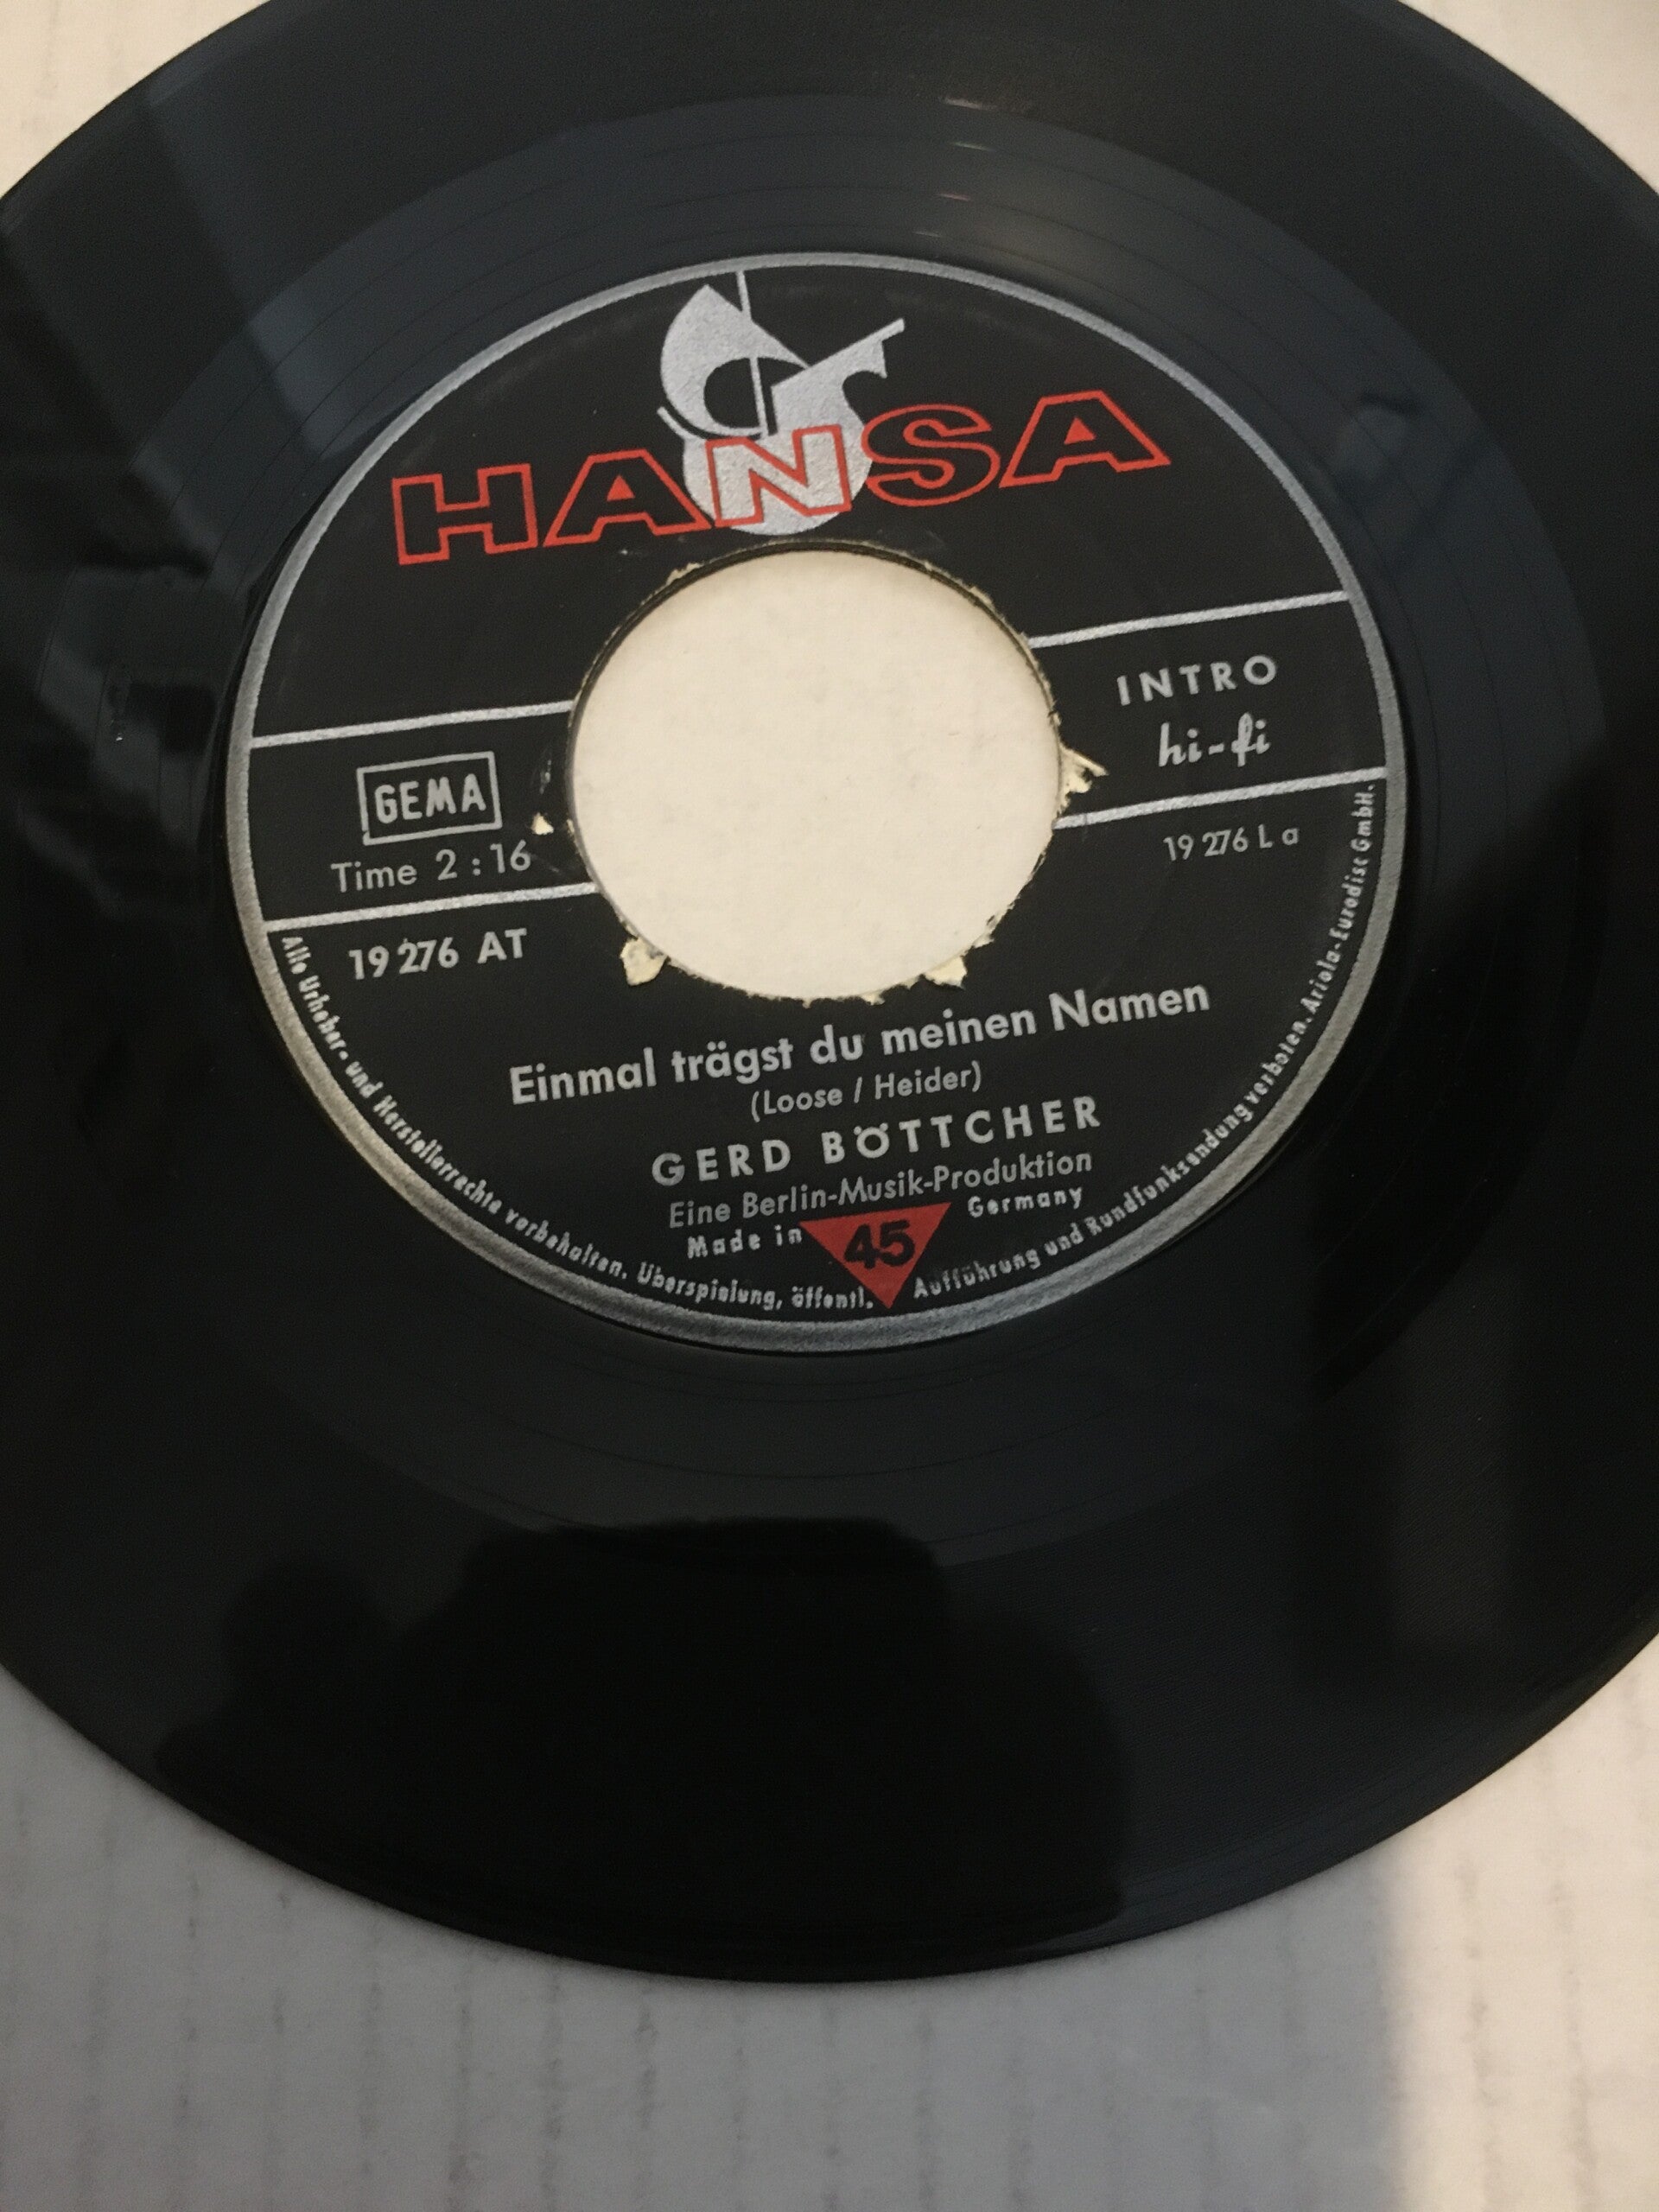 HANSA
INTRO
hi-fi
GEMA
Time 2:16
19 276 L a
19 276 AT
Einmal trägst du meinen Namen
(Loose / Heider)
GERD BÖTTCHER
Eine Berlin-Musik-Produktion
Made in 45 Germany
Alle Urheber- und Herstellerrechte vorbehalten. Überspielung, öffentl. Aufführung und Rundfunksendung verboten. Ariola-Eurodisc GmbH.